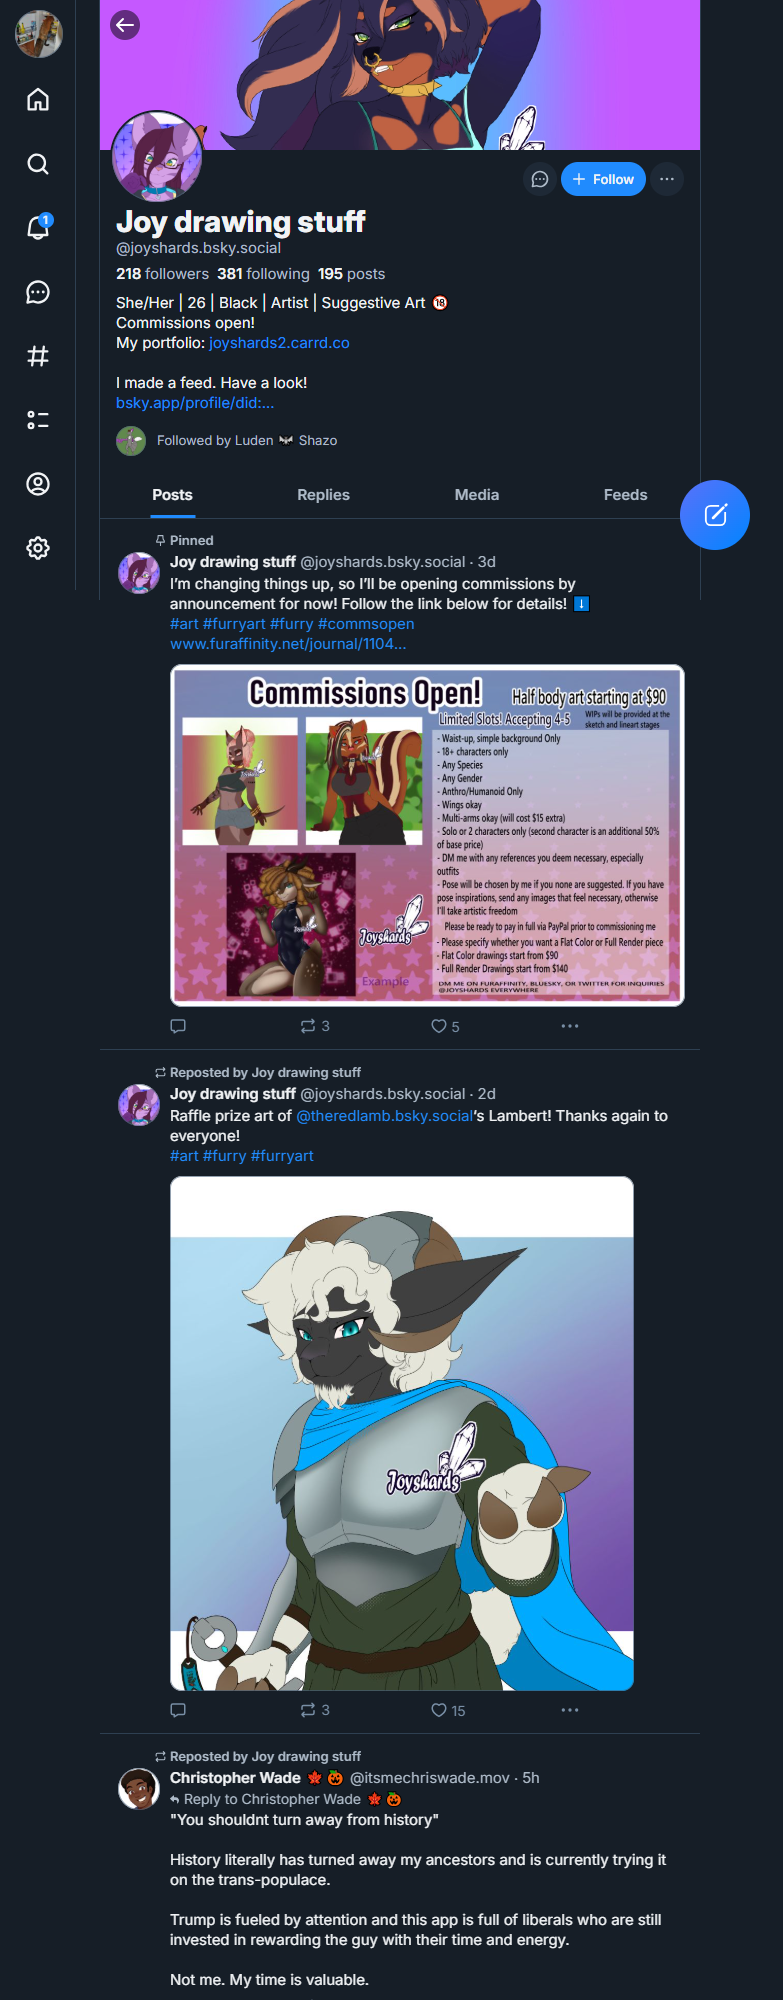 Joy drawing stuff
@joyshards.bsky.social
+ Follow
1
218 followers 381 following 195 posts
She/Her | 26 | Black | Artist | Suggestive Art 🔞
Commissions open!
My portfolio: joyshards2.carrd.co
I made a feed. Have a look!
bsky.app/profile/did:...
Followed by Luden 🦇 Shazo
Posts Replies Media Feeds
Pinned
Joy drawing stuff @joyshards.bsky.social · 3d
I'm changing things up, so I'll be opening commissions by
announcement for now! Follow the link below for details! ⬇️
#art #furryart #furry #commsopen
www.furaffinity.net/journal/1104...
Commissions Open!
Half body art starting at $90
Limited Slots! Accepting 4-5
WIPs will be provided at the
sketch and lineart stages
- Waist-up, simple background Only
- 18+ characters only
- Any Species
- Any Gender
- Anthro/Humanoid Only
- Wings okay
- Multi-arms okay (will cost $15 extra)
- Solo or 2 characters only (second character is an additional 50%
of base price)
- DM me with any references you deem necessary, especially
outfits
- Pose will be chosen by me if you none are suggested. If you have
pose inspirations, send any images that feel necessary, otherwise
I'll take artistic freedom
Please be ready to pay in full via PayPal prior to commissioning me
- Please specify whether you want a Flat Color or Full Render piece
- Flat Color drawings start from $90
- Full Render Drawings start from $140
DM ME ON FURAFFINITY, BLUESKY, OR TWITTER FOR INQUIRIES
@JOYSHARDS EVERYWHERE
Joyshards
Example
3 5
Reposted by Joy drawing stuff
Joy drawing stuff @joyshards.bsky.social · 2d
Raffle prize art of @theredlamb.bsky.social's Lambert! Thanks again to
everyone!
#art #furry #furryart
Joyshards
3 15
Reposted by Joy drawing stuff
Christopher Wade 🍁 🎃 @itsmechriswade.mov · 5h
Reply to Christopher Wade 🍁 🎃
"You shouldnt turn away from history"
History literally has turned away my ancestors and is currently trying it
on the trans-populace.
Trump is fueled by attention and this app is full of liberals who are still
invested in rewarding the guy with their time and energy.
Not me. My time is valuable.